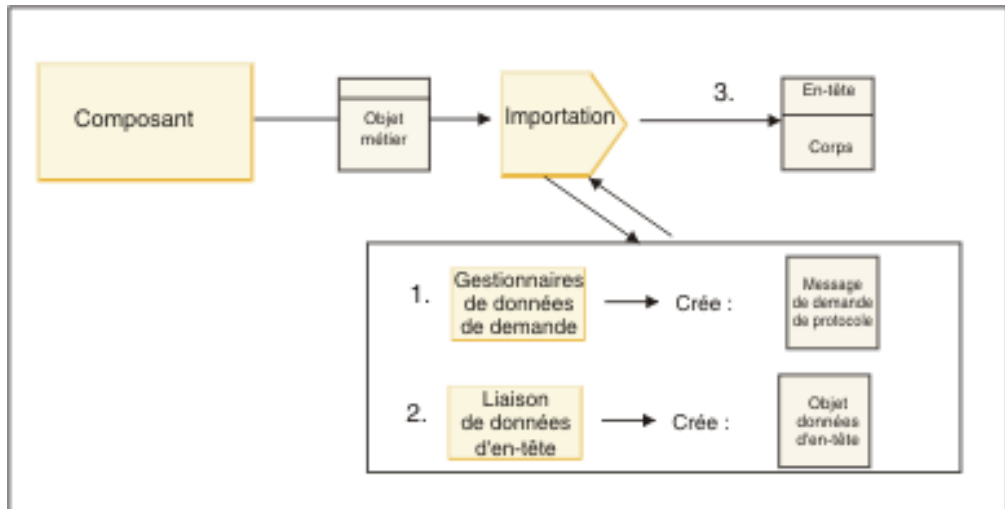 Composant
Objet
métier
Importation
3.
En-tête
Corps
1.
Gestionnaires
de données
de demande
Crée :
Message
de demande
de protocole
2.
Liaison
de données
d'en-tête
Crée :
Objet
données
d'en-tête